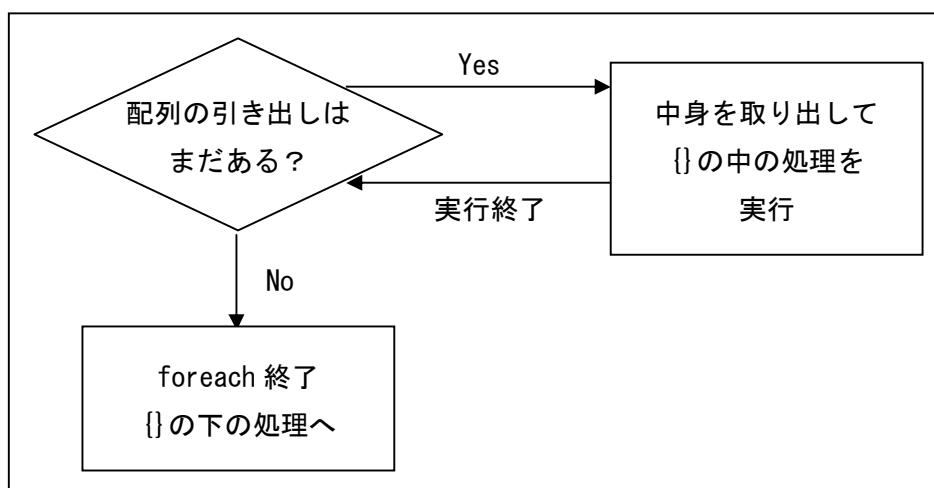 配列の引き出しは
まだある？
Yes
中身を取り出して
{}の中の処理を
実行
実行終了
No
foreach 終了
{}の下の処理へ